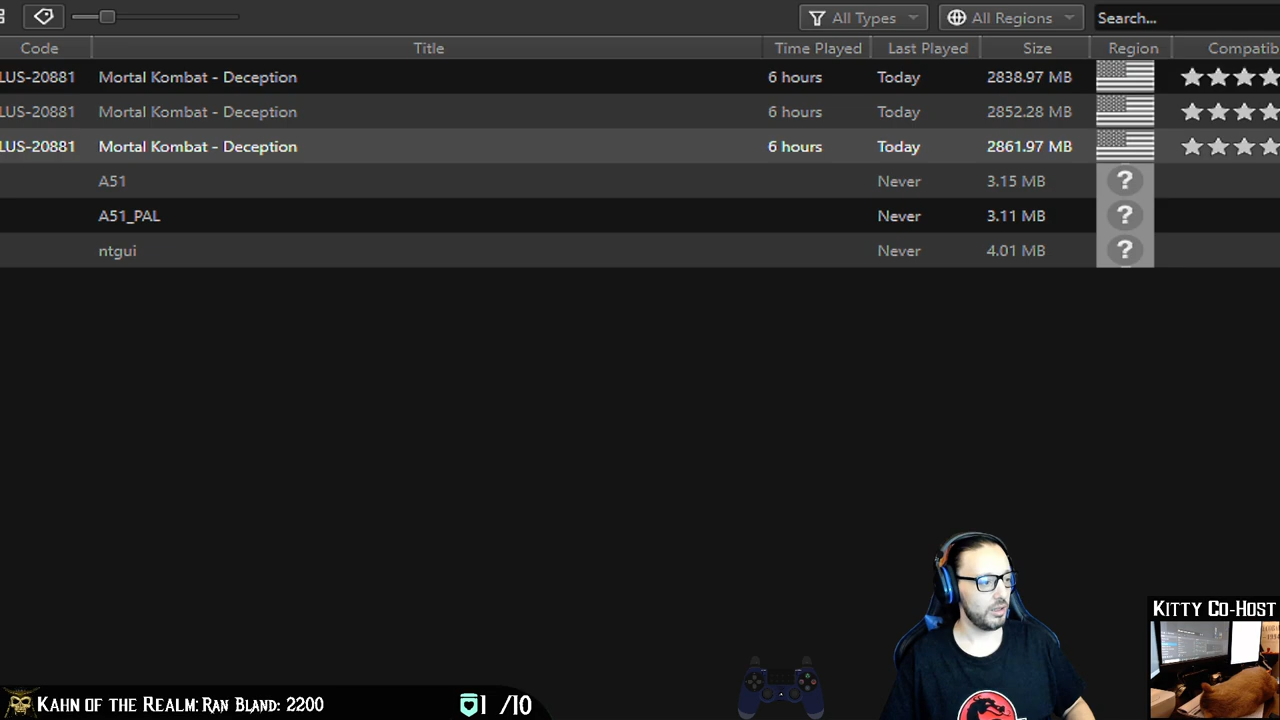 All Types All Regions Search...
Code Title Time Played Last Played Size Region Compatib
LUS-20881 Mortal Kombat - Deception 6 hours Today 2838.97 MB
LUS-20881 Mortal Kombat - Deception 6 hours Today 2852.28 MB
LUS-20881 Mortal Kombat - Deception 6 hours Today 2861.97 MB
A51 Never 3.15 MB ?
A51_PAL Never 3.11 MB ?
ntgui Never 4.01 MB ?
Kitty Co-Host
Kahn of the Realm: Ran Bland: 2200 1 /10